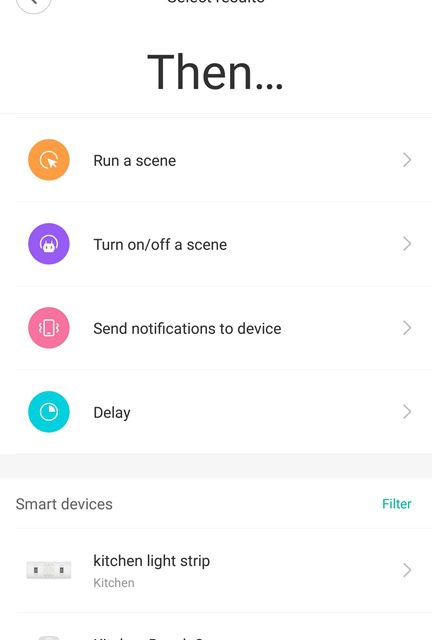 Select results
Then...
Run a scene
Turn on/off a scene
Send notifications to device
Delay
Smart devices
Filter
kitchen light strip
Kitchen